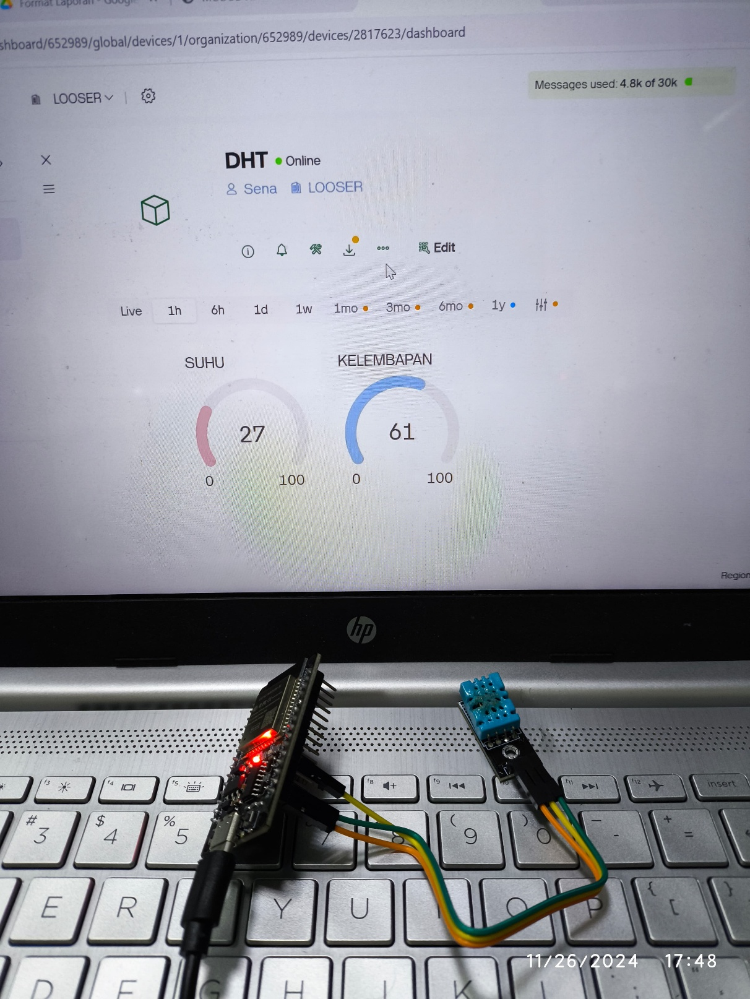 Format Laporan - Google
shboard/652989/global/devices/1/organization/652989/devices/2817623/dashboard
LOOSER
Messages used: 4.8k of 30k
DHT Online
Sena LOOSER
Edit
Live 1h 6h 1d 1w 1mo 3mo 6mo 1y
SUHU KELEMBAPAN
27 61
0 100 0 100
Region
hp
f3 f4 f5 f8 f9 f11 f12 insert
# 3 $ 4 % 5 7 8 ( 9 ) 0 - + =
E R Y U I O P { [ }
D F G H J K L
11/26/2024 17:48